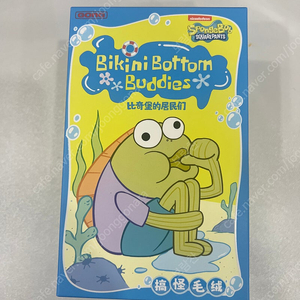 nickelodeon
SpongeBob
SQUAREPANTS
Bikini Bottom
Buddies
比奇堡的居民们
搞怪毛绒